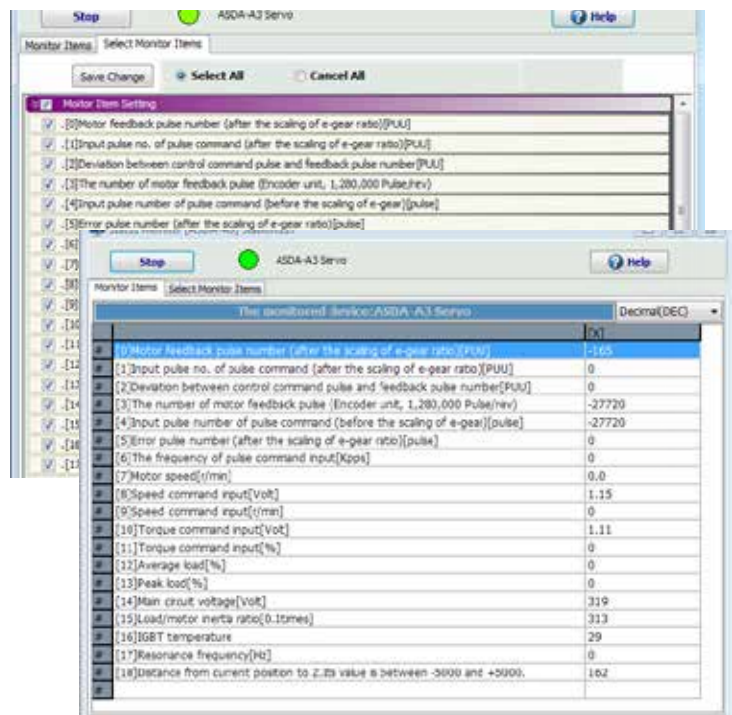 Stop
ASDA-A3 Servo
Help
Monitor Items
Select Monitor Items
Save Change
Select All
Cancel All
Moitor Item Setting
.[0]Motor feedback pulse number (after the scaling of e-gear ratio)[PUU]
.[1]Input pulse no. of pulse command (after the scaling of e-gear ratio)[PUU]
.[2]Deviation between control command pulse and feedback pulse number[PUU]
.[3]The number of motor feedback pulse (Encoder unit, 1,280,000 Pulse/rev)
.[4]Input pulse number of pulse command (before the scaling of e-gear)[pulse]
.[5]Error pulse number (after the scaling of e-gear ratio)[pulse]
.[6]
.[7]
.[8]
.[9]
.[10
.[11
.[12
.[13
.[14
.[15
.[16
.[17
Stop
ASDA-A3 Servo
Help
Monitor Items
Select Monitor Items
The monitored device:ASDA-A3 Servo
Decimal(DEC)
[X]
[0]Motor feedback pulse number (after the scaling of e-gear ratio)[PUU] -165
[1]Input pulse no. of pulse command (after the scaling of e-gear ratio)[PUU] 0
[2]Deviation between control command pulse and feedback pulse number[PUU] 0
[3]The number of motor feedback pulse (Encoder unit, 1,280,000 Pulse/rev) -27720
[4]Input pulse number of pulse command (before the scaling of e-gear)[pulse] -27720
[5]Error pulse number (after the scaling of e-gear ratio)[pulse] 0
[6]The frequency of pulse command input[Kpps] 0
[7]Motor speed[r/min] 0.0
[8]Speed command input[Volt] 1.15
[9]Speed command input[r/min] 0
[10]Torque command input[Volt] 1.11
[11]Torque command input[%] 0
[12]Average load[%] 0
[13]Peak load[%] 0
[14]Main circuit voltage[Volt] 319
[15]Load/motor inertia ratio[0.1times] 313
[16]IGBT temperature 29
[17]Resonance frequency[Hz] 0
[18]Distance from current position to Z.Its value is between -5000 and +5000. 162